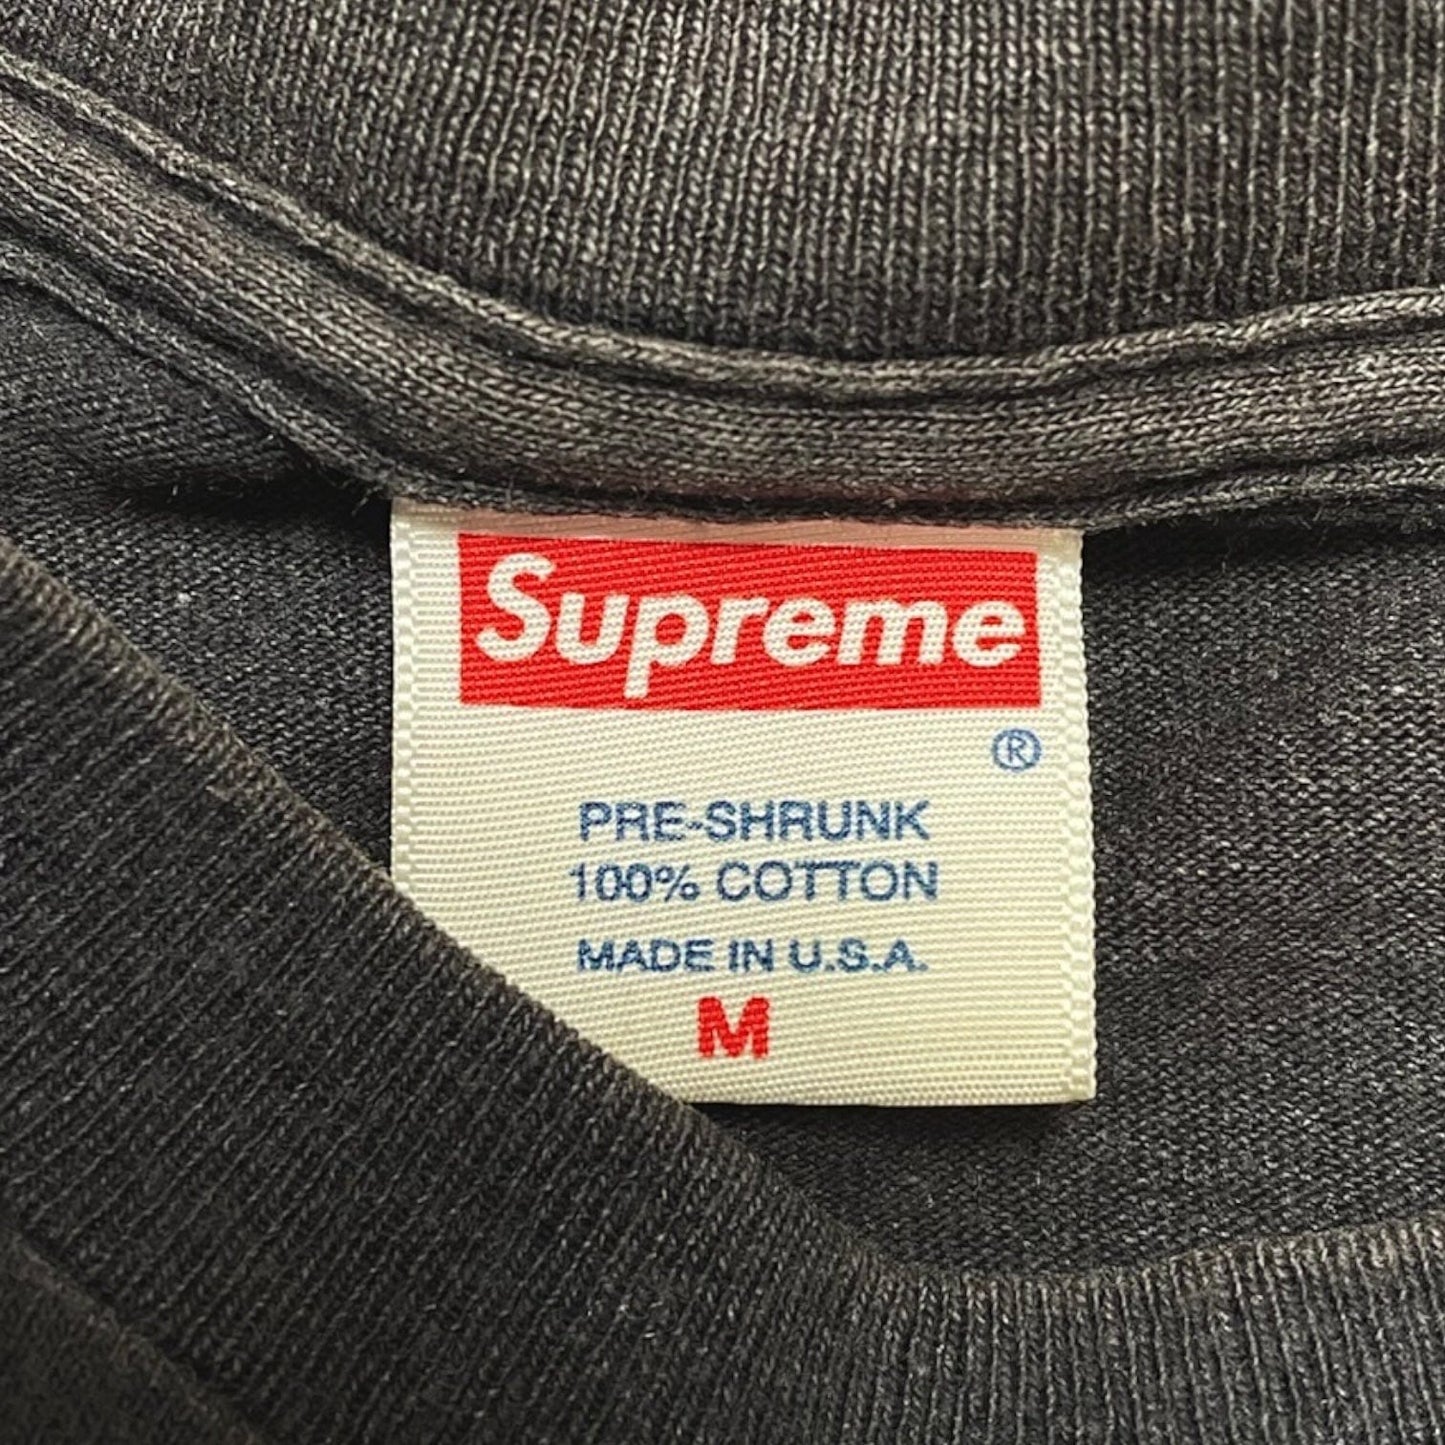 Supreme
®
PRE-SHRUNK
100% COTTON
MADE IN U.S.A.
M